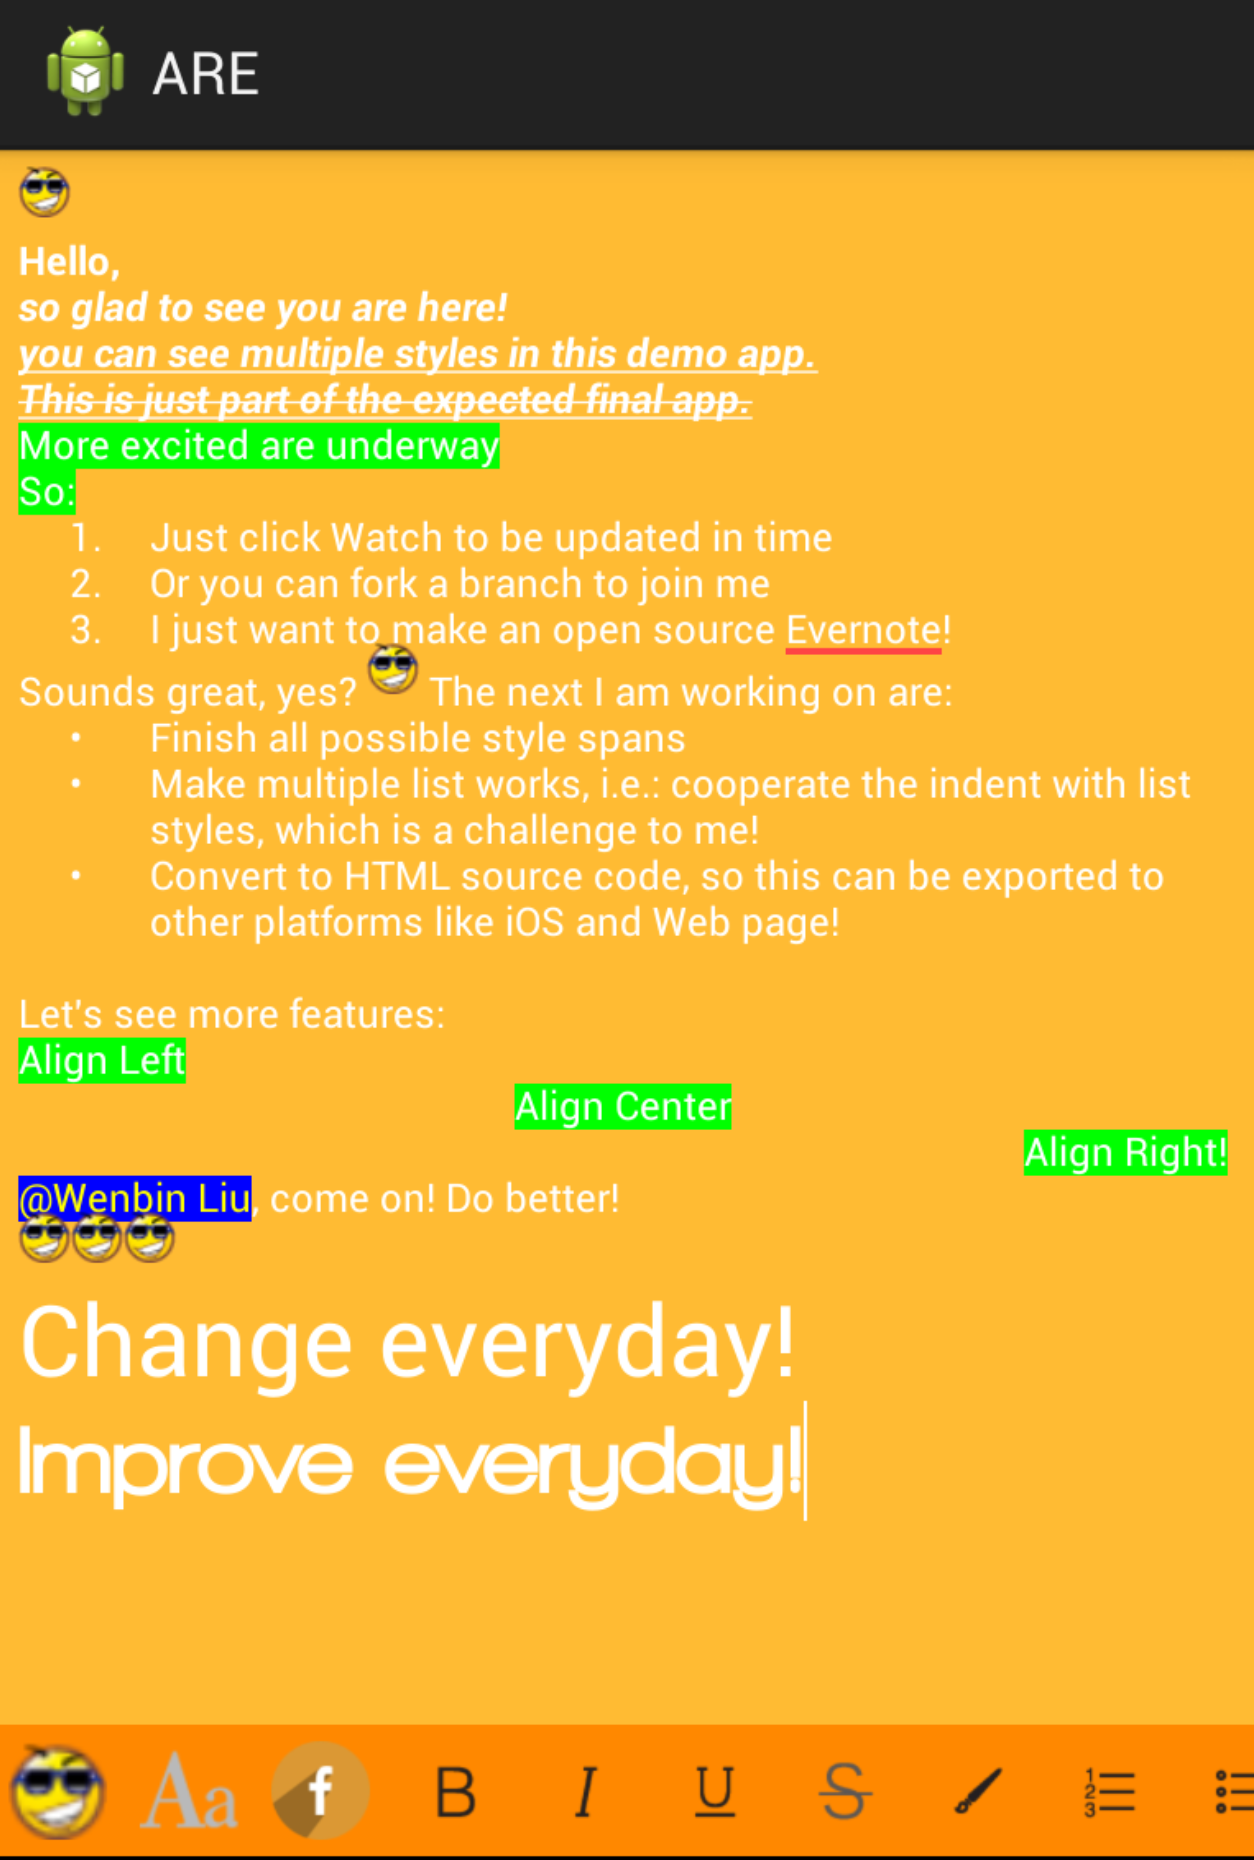 ARE
Hello,
so glad to see you are here!
you can see multiple styles in this demo app.
This is just part of the expected final app.
More excited are underway
So:
1. Just click Watch to be updated in time
2. Or you can fork a branch to join me
3. I just want to make an open source Evernote!
Sounds great, yes? The next I am working on are:
• Finish all possible style spans
• Make multiple list works, i.e.: cooperate the indent with list
styles, which is a challenge to me!
• Convert to HTML source code, so this can be exported to
other platforms like iOS and Web page!
Let's see more features:
Align Left
Align Center
Align Right!
@Wenbin Liu, come on! Do better!
Change everyday!
Improve everyday!
Aa f B I U S 1 2 3